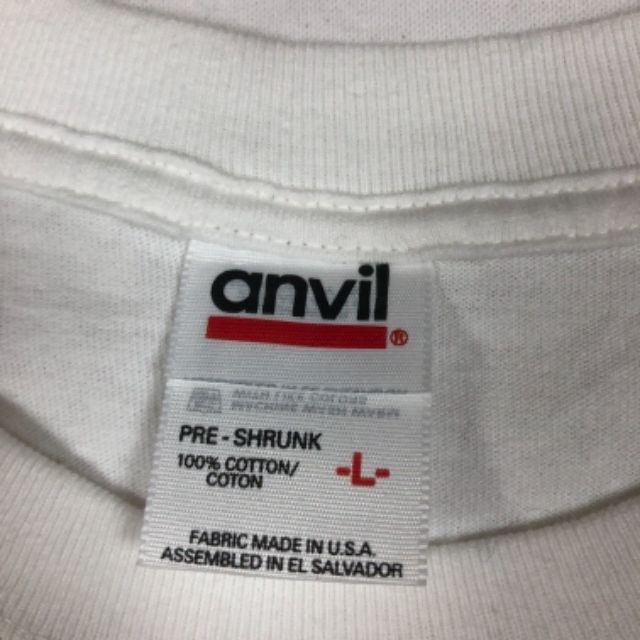 anvil
®
PRE - SHRUNK
100% COTTON/
COTON
-L-
FABRIC MADE IN U.S.A.
ASSEMBLED IN EL SALVADOR